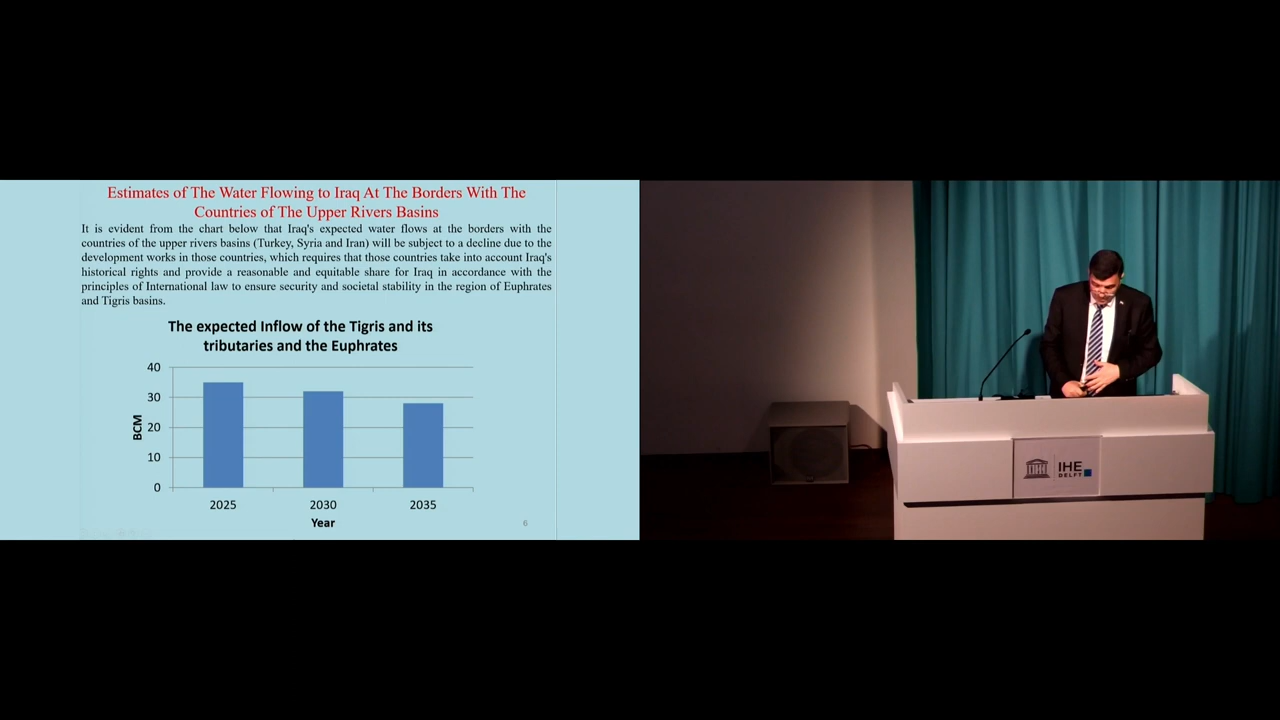 Estimates of The Water Flowing to Iraq At The Borders With The
Countries of The Upper Rivers Basins
It is evident from the chart below that Iraq's expected water flows at the borders with the
countries of the upper rivers basins (Turkey, Syria and Iran) will be subject to a decline due to the
development works in those countries, which requires that those countries take into account Iraq's
historical rights and provide a reasonable and equitable share for Iraq in accordance with the
principles of International law to ensure security and societal stability in the region of Euphrates
and Tigris basins.
The expected Inflow of the Tigris and its
tributaries and the Euphrates
40
30
20
10
0
BCM
2025 2030 2035
Year
6
IHE
DELFT